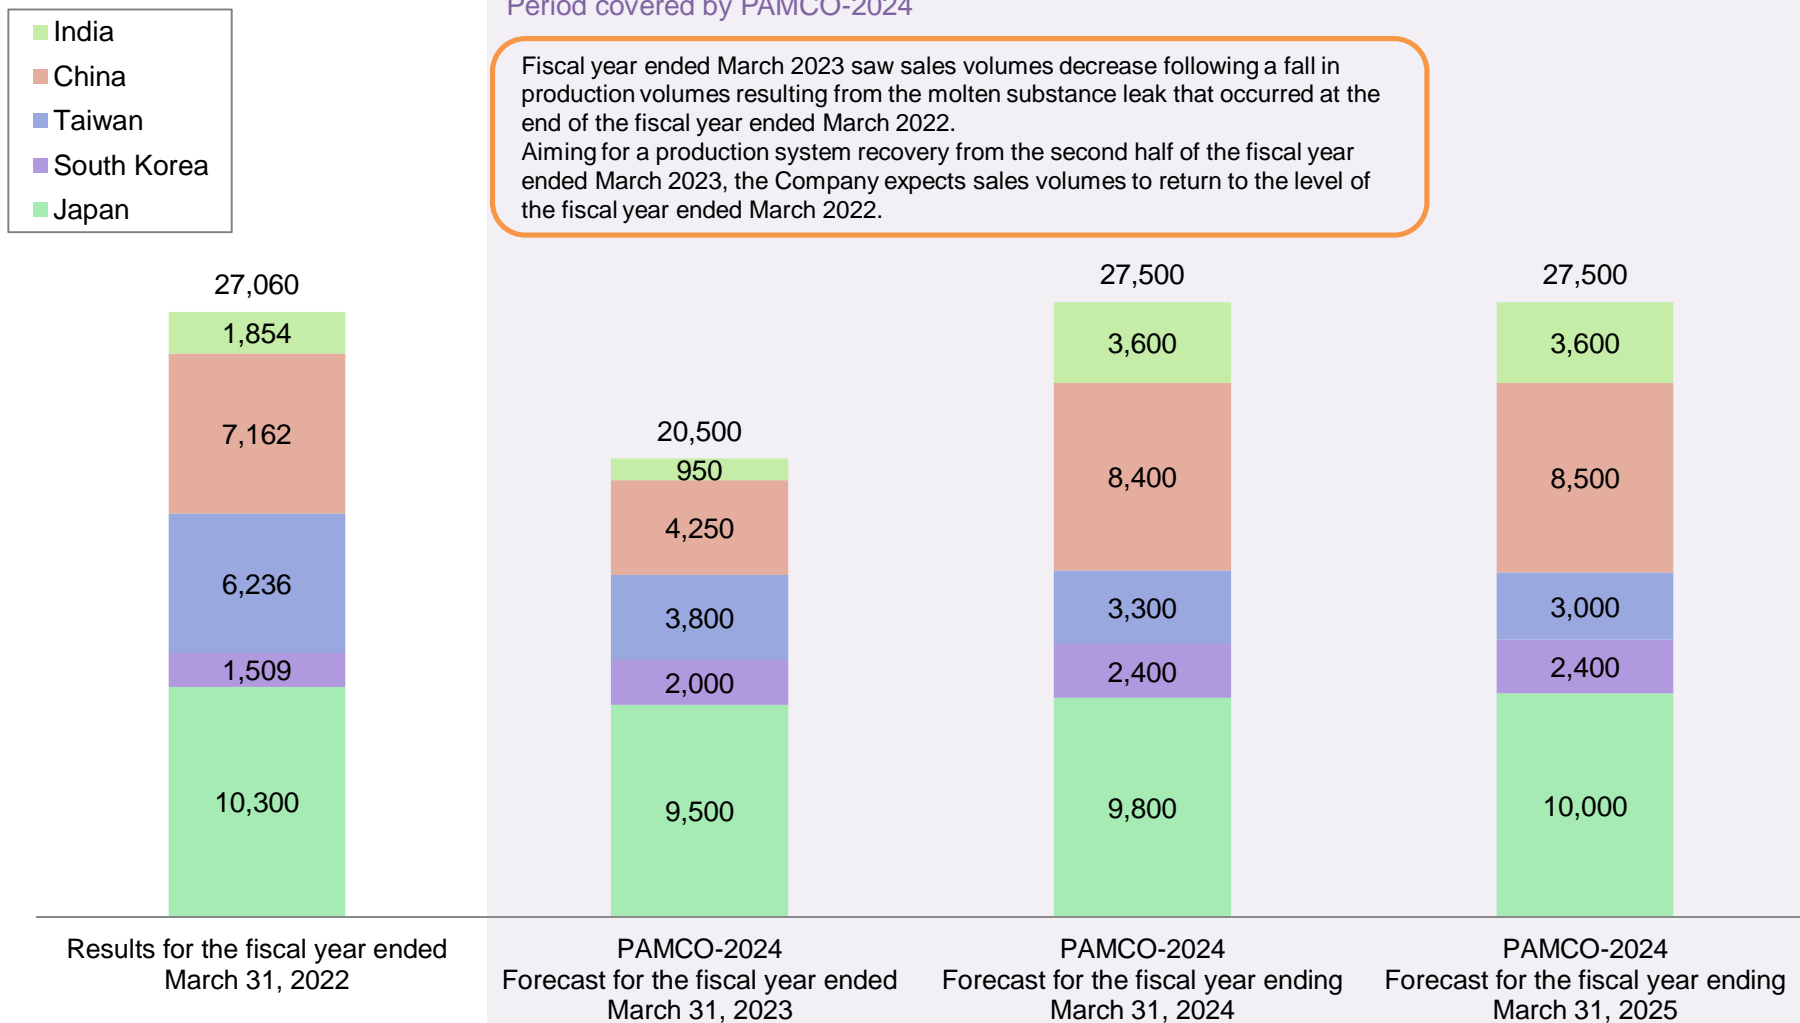 Period covered by PAMCO-2024
India
China
Taiwan
South Korea
Japan
Fiscal year ended March 2023 saw sales volumes decrease following a fall in
production volumes resulting from the molten substance leak that occurred at the
end of the fiscal year ended March 2022.
Aiming for a production system recovery from the second half of the fiscal year
ended March 2023, the Company expects sales volumes to return to the level of
the fiscal year ended March 2022.
27,060
1,854
7,162
6,236
1,509
10,300
20,500
950
4,250
3,800
2,000
9,500
27,500
3,600
8,400
3,300
2,400
9,800
27,500
3,600
8,500
3,000
2,400
10,000
Results for the fiscal year ended
March 31, 2022
PAMCO-2024
Forecast for the fiscal year ended
March 31, 2023
PAMCO-2024
Forecast for the fiscal year ending
March 31, 2024
PAMCO-2024
Forecast for the fiscal year ending
March 31, 2025